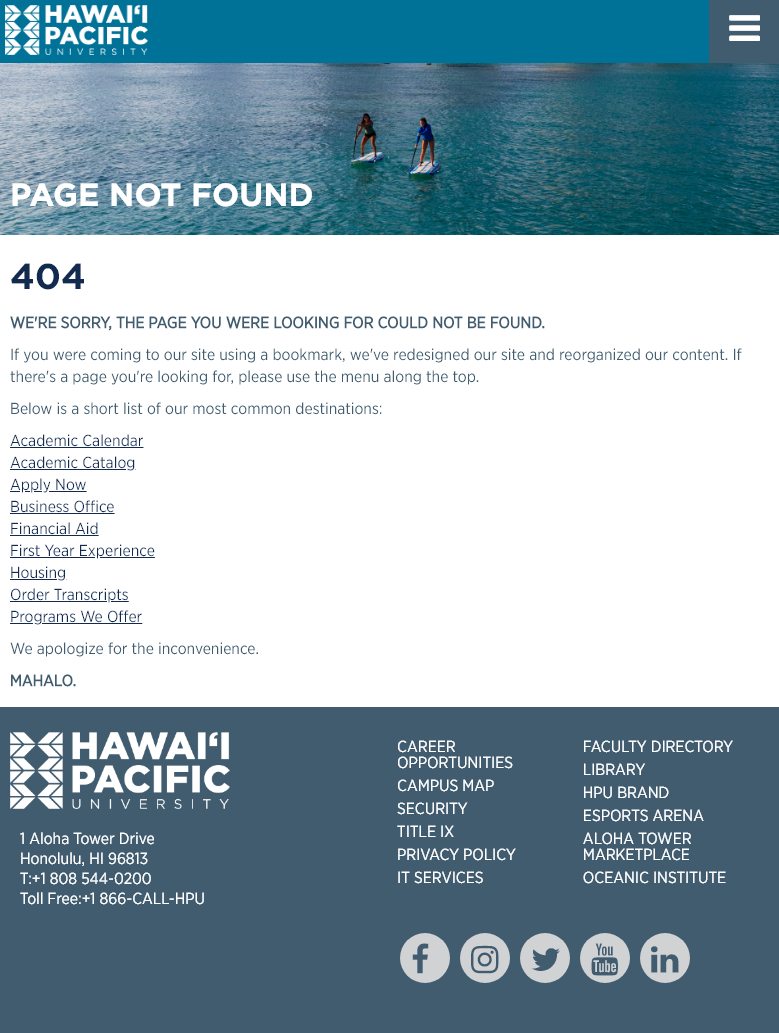 HAWAIʻI
PACIFIC
UNIVERSITY
PAGE NOT FOUND
404
WE'RE SORRY, THE PAGE YOU WERE LOOKING FOR COULD NOT BE FOUND.
If you were coming to our site using a bookmark, we've redesigned our site and reorganized our content. If
there's a page you're looking for, please use the menu along the top.
Below is a short list of our most common destinations:
Academic Calendar
Academic Catalog
Apply Now
Business Office
Financial Aid
First Year Experience
Housing
Order Transcripts
Programs We Offer
We apologize for the inconvenience.
MAHALO.
HAWAIʻI
PACIFIC
UNIVERSITY
1 Aloha Tower Drive
Honolulu, HI 96813
T:+1 808 544-0200
Toll Free:+1 866-CALL-HPU
CAREER
OPPORTUNITIES
CAMPUS MAP
SECURITY
TITLE IX
PRIVACY POLICY
IT SERVICES
FACULTY DIRECTORY
LIBRARY
HPU BRAND
ESPORTS ARENA
ALOHA TOWER
MARKETPLACE
OCEANIC INSTITUTE
You
Tube
in